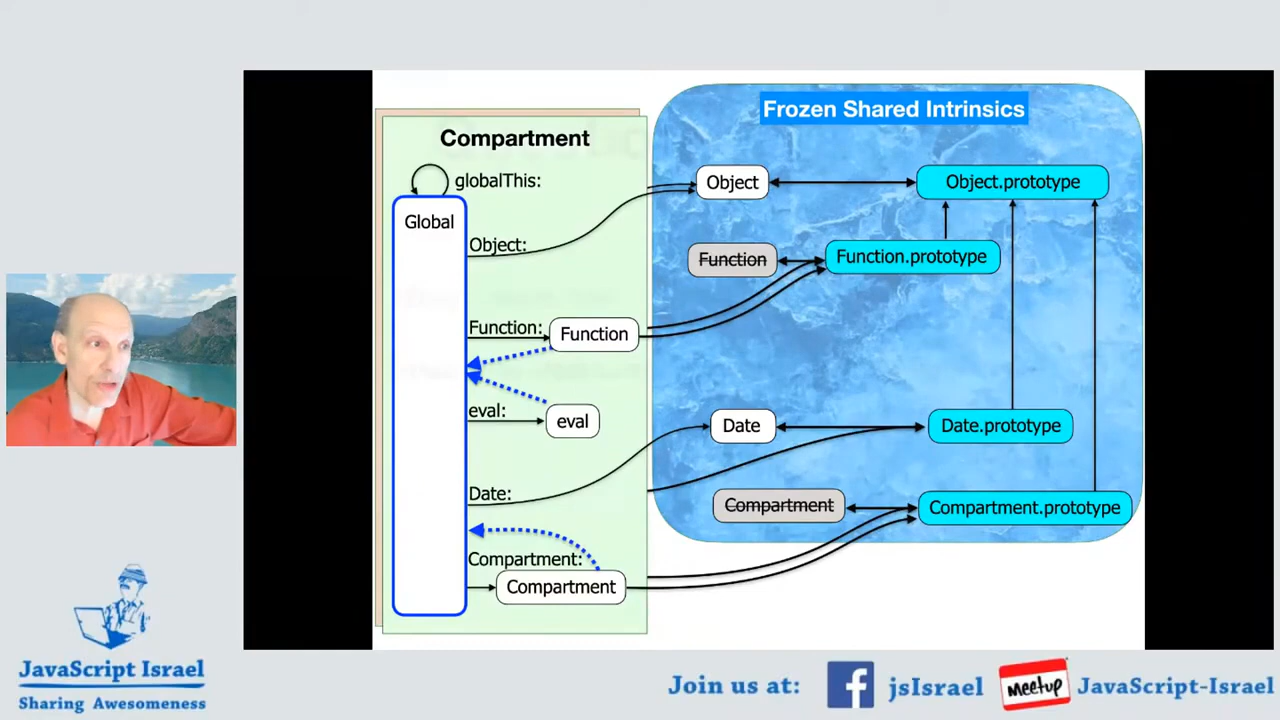 Frozen Shared Intrinsics
Compartment
globalThis:
Global
Object:
Object
Object.prototype
Function
Function.prototype
Function:
Function
eval:
eval
Date
Date.prototype
Date:
Compartment
Compartment.prototype
Compartment:
Compartment
JavaScript Israel
Sharing Awesomeness
Join us at:
jsIsrael
Meetup
JavaScript-Israel